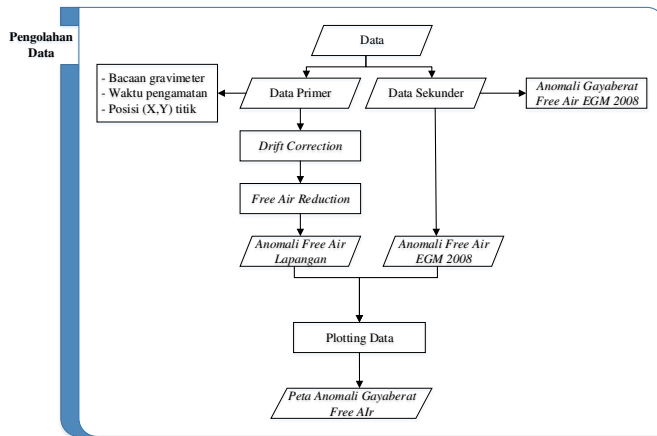 Pengolahan
Data
Data
- Bacaan gravimeter
- Waktu pengamatan
- Posisi (X,Y) titik
Data Primer
Data Sekunder
Anomali Gayaberat
Free Air EGM 2008
Drift Correction
Free Air Reduction
Anomali Free Air
Lapangan
Anomali Free Air
EGM 2008
Plotting Data
Peta Anomali Gayaberat
Free AIr